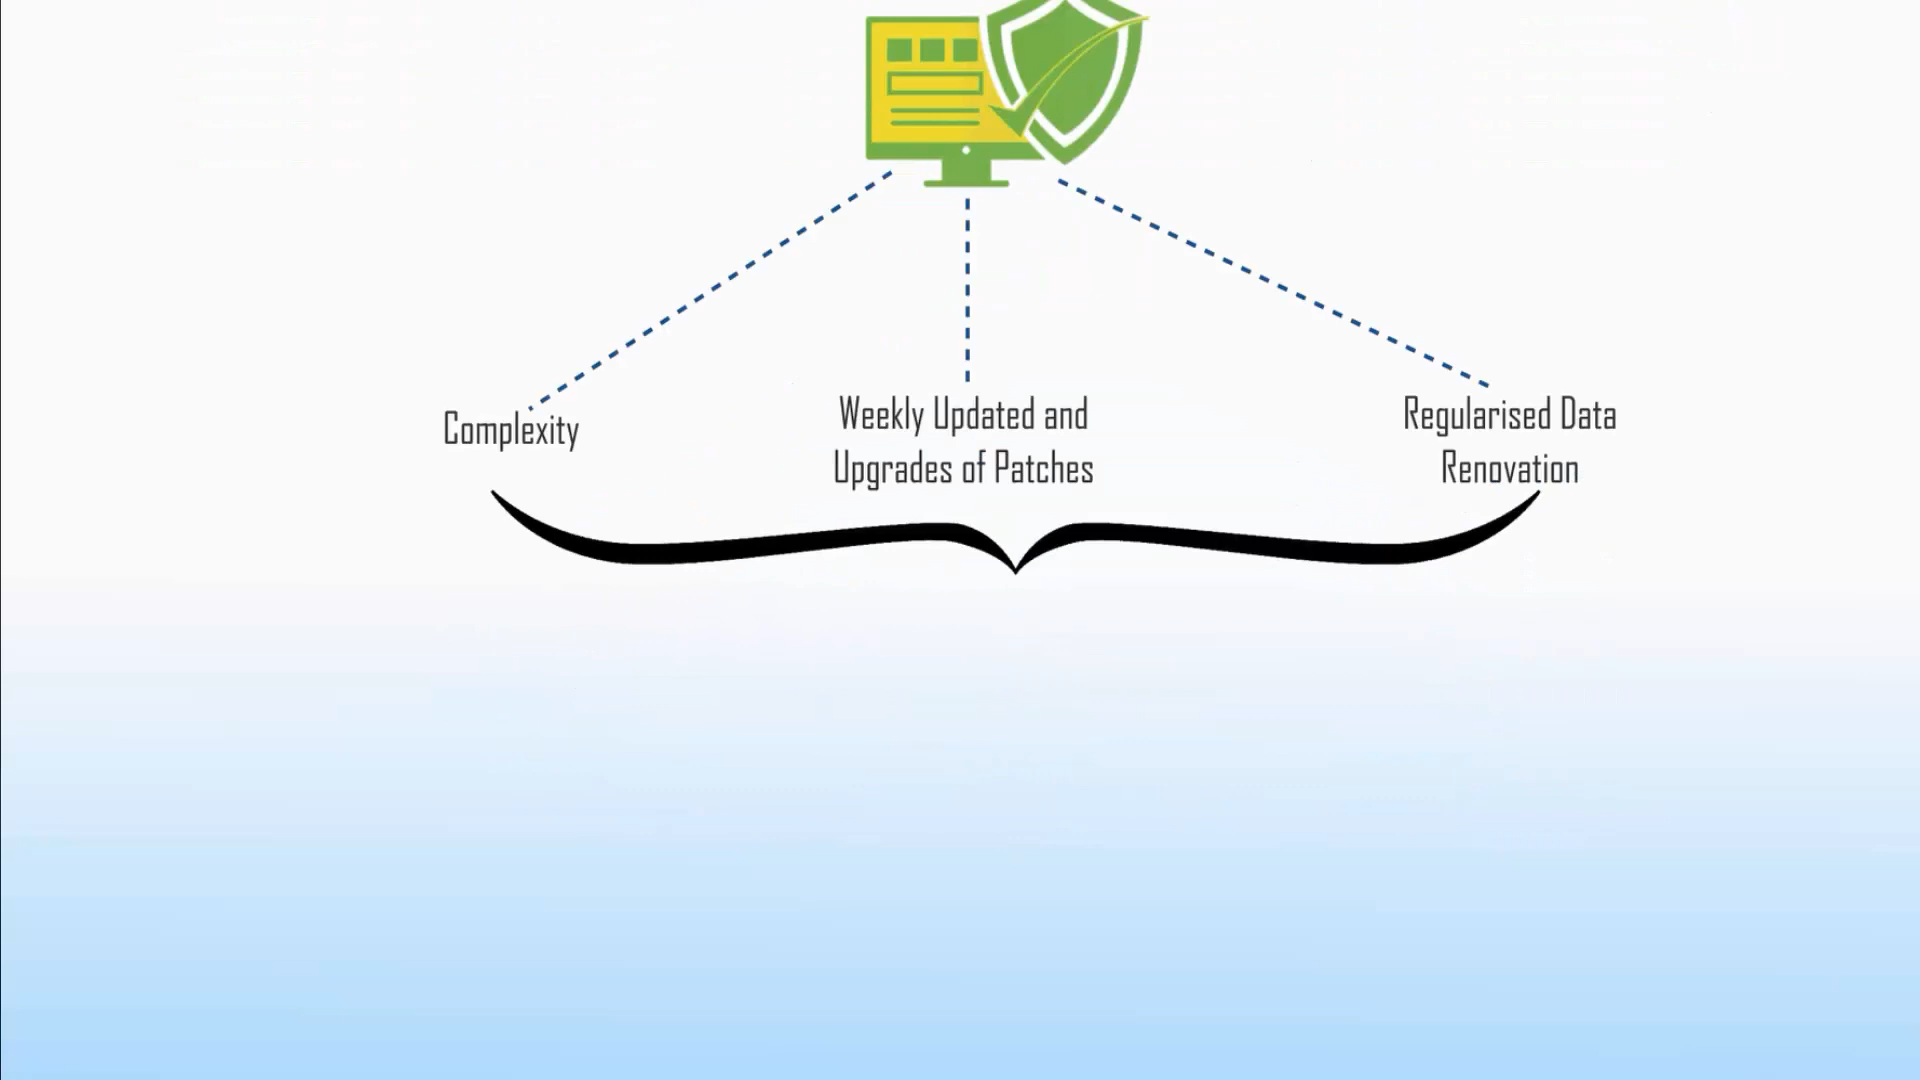 Complexity
Weekly Updated and
Upgrades of Patches
Regularised Data
Renovation